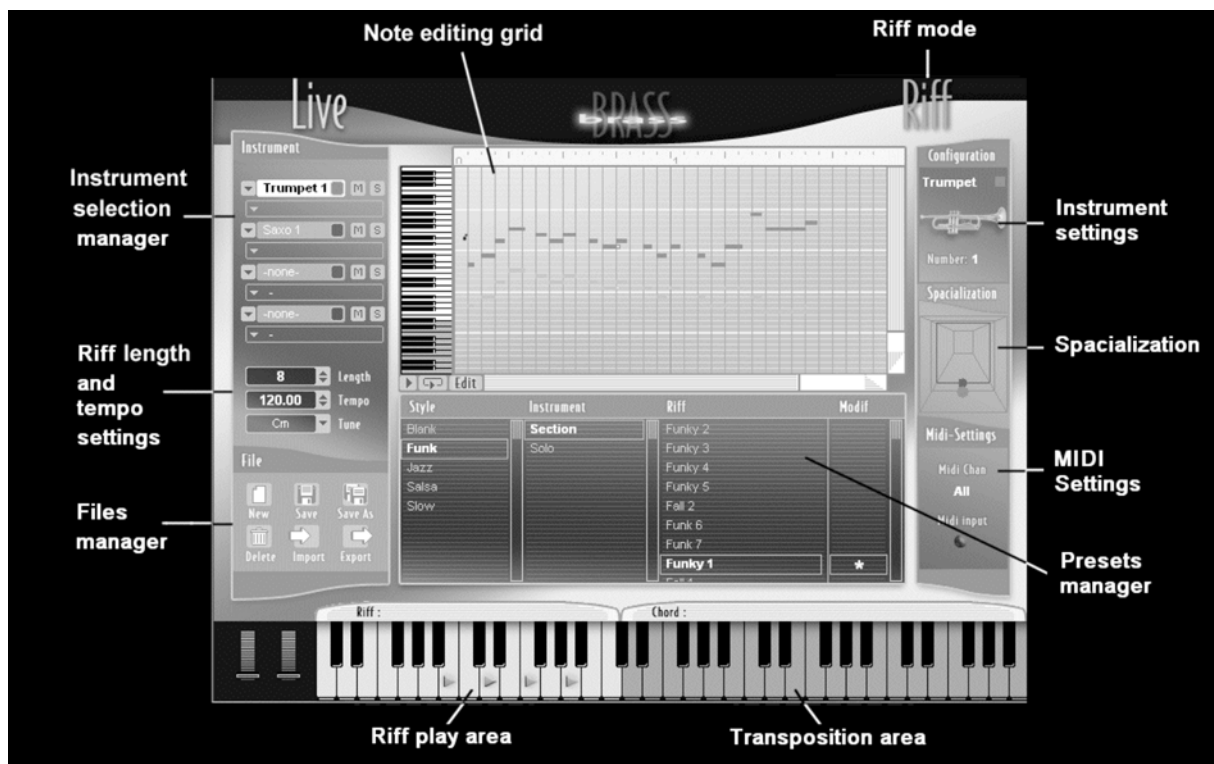 Note editing grid
Riff mode
Live
BRASS
brass
Riff
Instrument
selection
manager
Riff length
and
tempo
settings
Files
manager
Instrument
Trumpet 1 M S
Saxo 1 M S
-none- M S
-
-none- M S
-
8 Length
120.00 Tempo
Cm Tune
File
New Save Save As
Delete Import Export
0 1
Edit
Style Instrument Riff Modif
Blank Section Funky 2
Funk Solo Funky 3
Jazz Funky 4
Salsa Funky 5
Slow Fall 2
Funk 6
Funk 7
Funky 1 *
Configuration
Trumpet
Number: 1
Spacialization
Midi-Settings
Midi Chan
All
Midi input
Instrument
settings
Spacialization
MIDI
Settings
Presets
manager
Riff :
Chord :
Riff play area
Transposition area